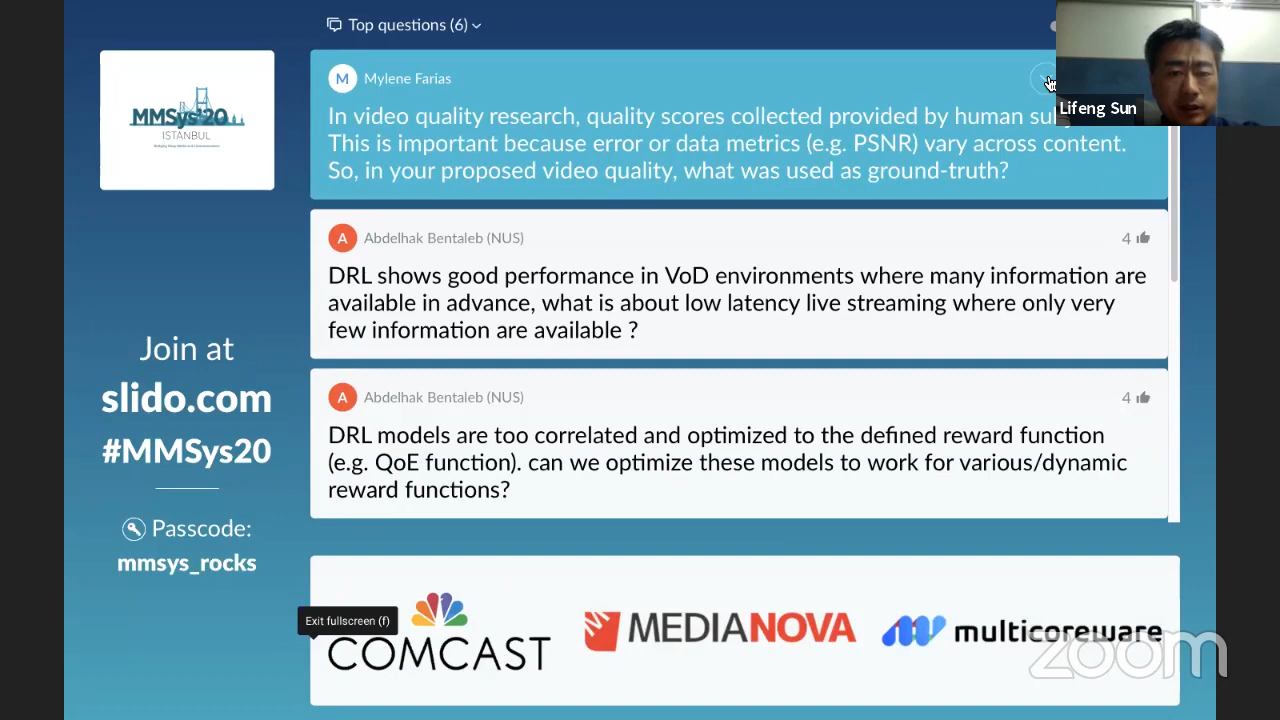 Top questions (6)
MMSys'20
ISTANBUL
M
Mylene Farias
Lifeng Sun
In video quality research, quality scores collected provided by human
This is important because error or data metrics (e.g. PSNR) vary across content.
So, in your proposed video quality, what was used as ground-truth?
A
Abdelhak Bentaleb (NUS)
4
DRL shows good performance in VoD environments where many information are
available in advance, what is about low latency live streaming where only very
few information are available ?
A
Abdelhak Bentaleb (NUS)
4
DRL models are too correlated and optimized to the defined reward function
(e.g. QoE function). can we optimize these models to work for various/dynamic
reward functions?
Join at
slido.com
#MMSys20
Passcode:
mmsys_rocks
Exit fullscreen (f)
COMCAST
MEDIANOVA
multicoreware
zoom